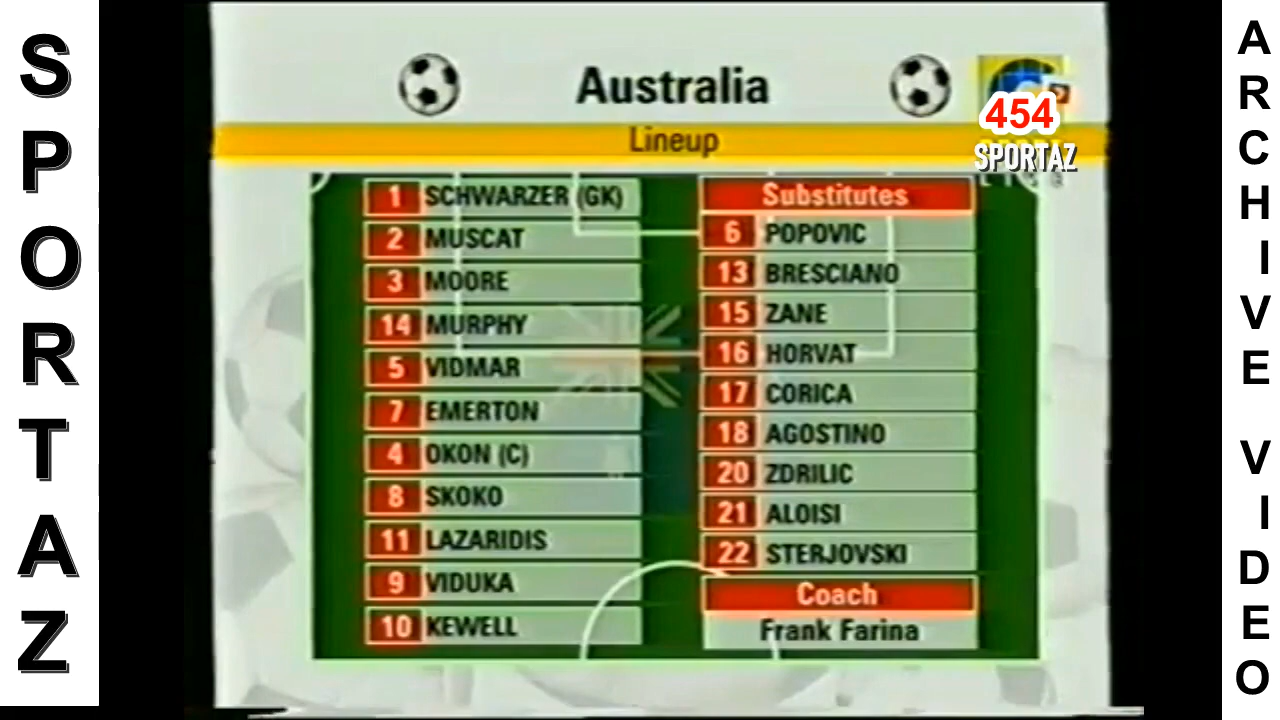 SPORTAZ
Australia
454
SPORTAZ
Lineup
1 SCHWARZER (GK)
2 MUSCAT
3 MOORE
14 MURPHY
5 VIDMAR
7 EMERTON
4 OKON (C)
8 SKOKO
11 LAZARIDIS
9 VIDUKA
10 KEWELL
Substitutes
6 POPOVIC
13 BRESCIANO
15 ZANE
16 HORVAT
17 CORICA
18 AGOSTINO
20 ZDRILIC
21 ALOISI
22 STERJOVSKI
Coach
Frank Farina
ARCHIVE VIDEO